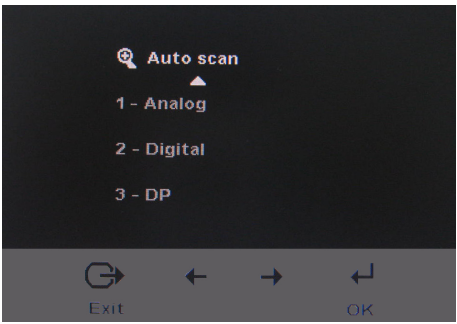 Auto scan
1 - Analog
2 - Digital
3 - DP
Exit
OK